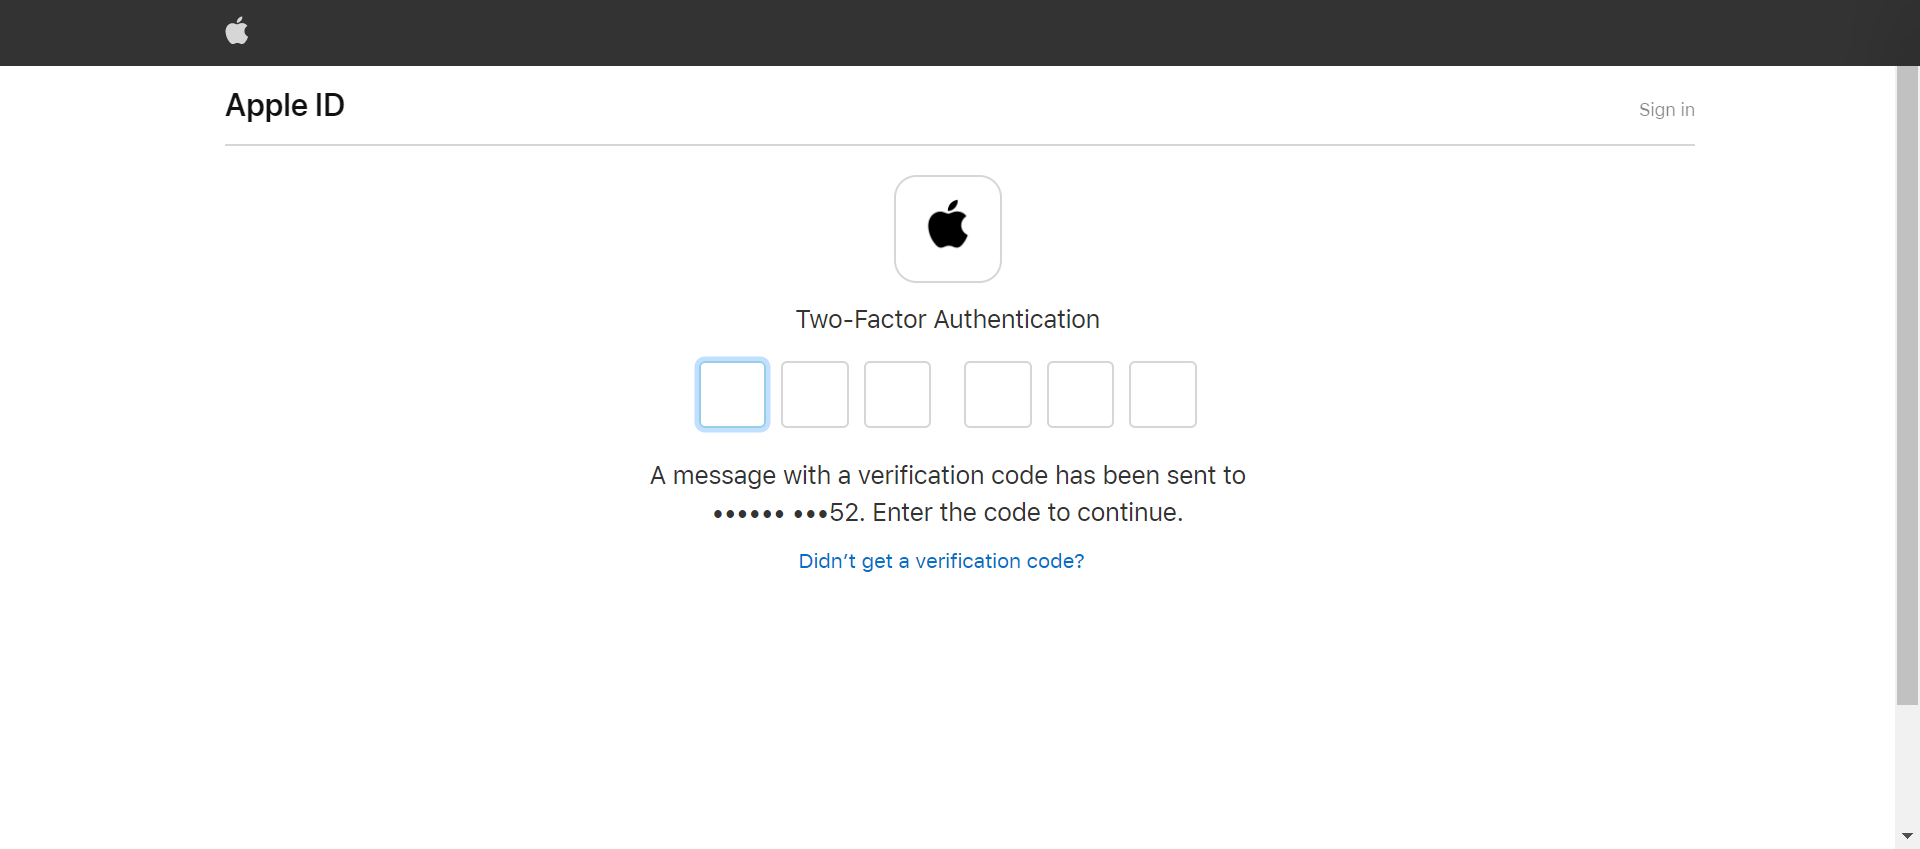 Apple ID
Sign in
Two-Factor Authentication
A message with a verification code has been sent to
•••••• •••52. Enter the code to continue.
Didn’t get a verification code?